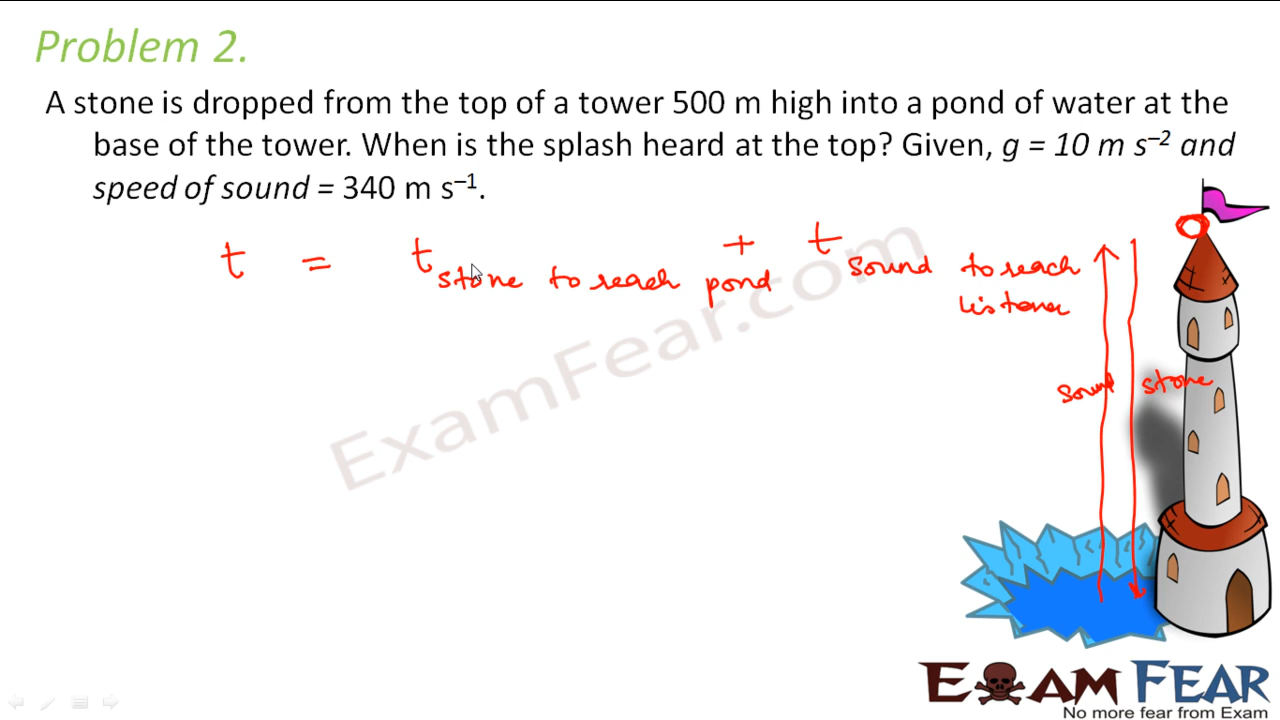 Problem 2.
A stone is dropped from the top of a tower 500 m high into a pond of water at the
base of the tower. When is the splash heard at the top? Given, g = 10 m s⁻² and
speed of sound = 340 m s⁻¹.
t = t stone to reach pond + t sound to reach
listener
sound stone
ExamFear.com
EXAM FEAR
No more fear from Exam